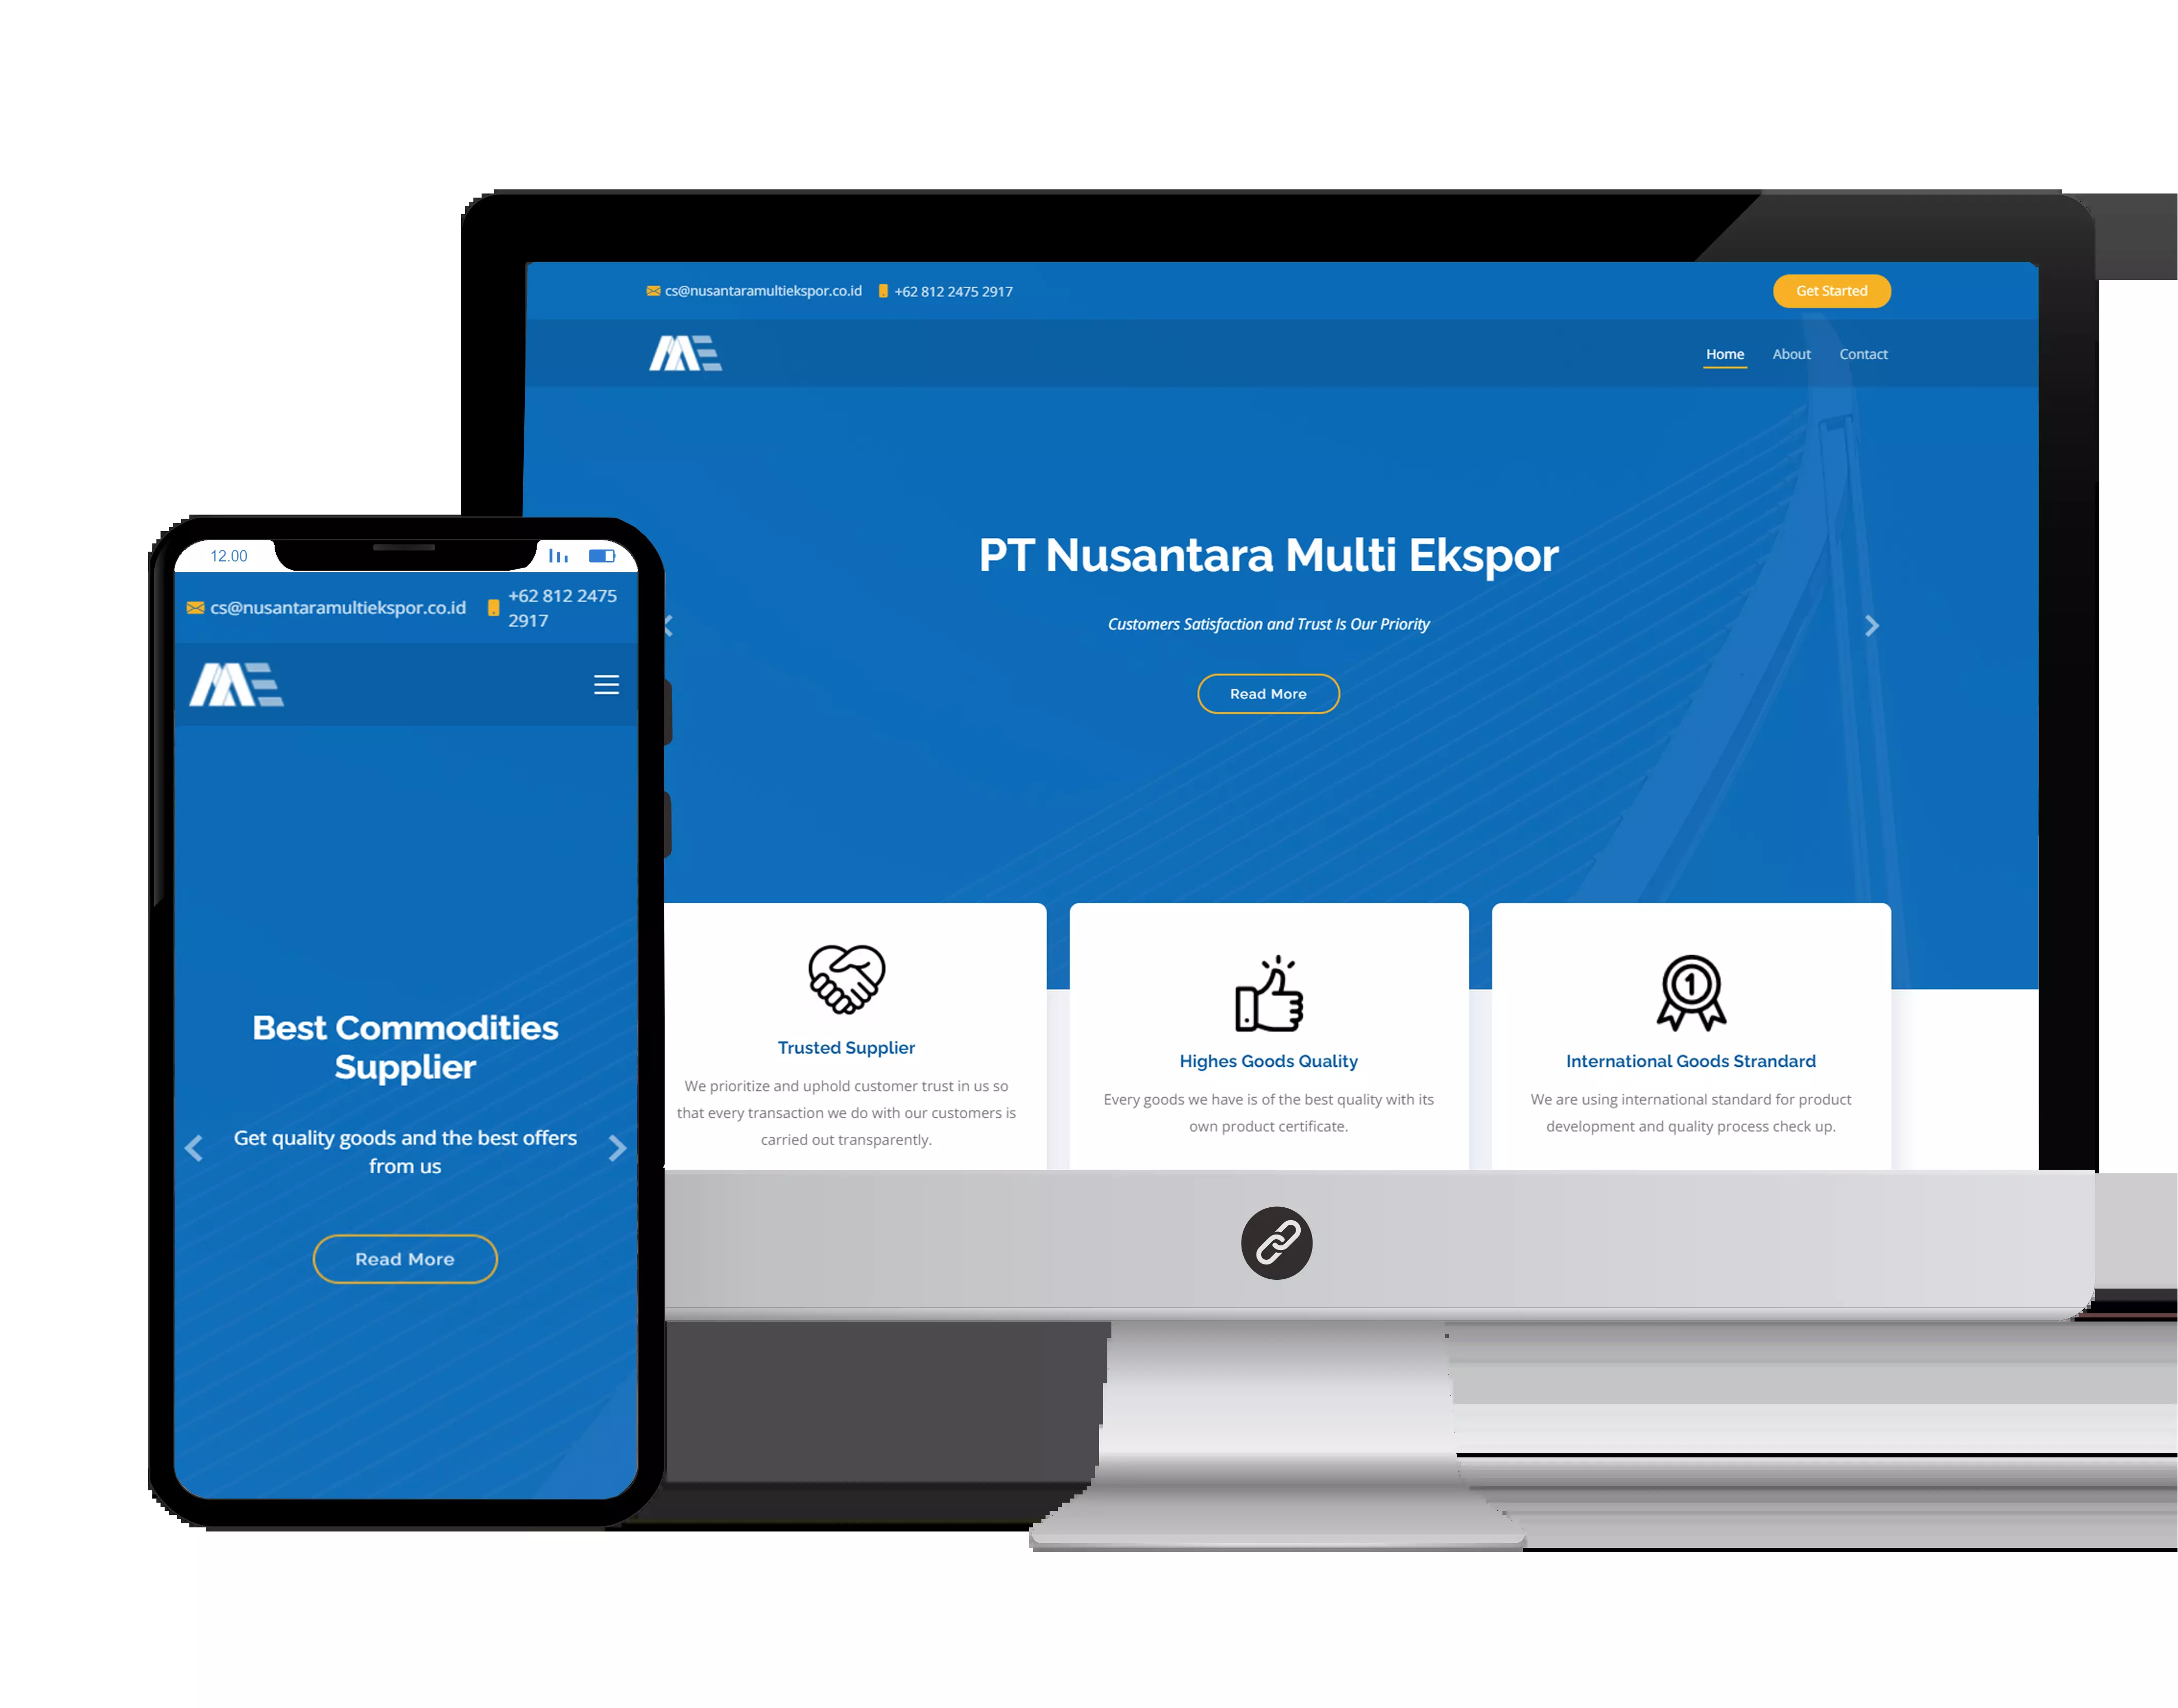 cs@nusantaramultiekspor.co.id +62 812 2475 2917
Get Started
ME
Home About Contact
PT Nusantara Multi Ekspor
Customers Satisfaction and Trust Is Our Priority
Read More
Trusted Supplier
We prioritize and uphold customer trust in us so
that every transaction we do with our customers is
carried out transparently.
Highes Goods Quality
Every goods we have is of the best quality with its
own product certificate.
1
International Goods Strandard
We are using international standard for product
development and quality process check up.
12.00
cs@nusantaramultiekspor.co.id
+62 812 2475
2917
ME
Best Commodities
Supplier
Get quality goods and the best offers
from us
Read More